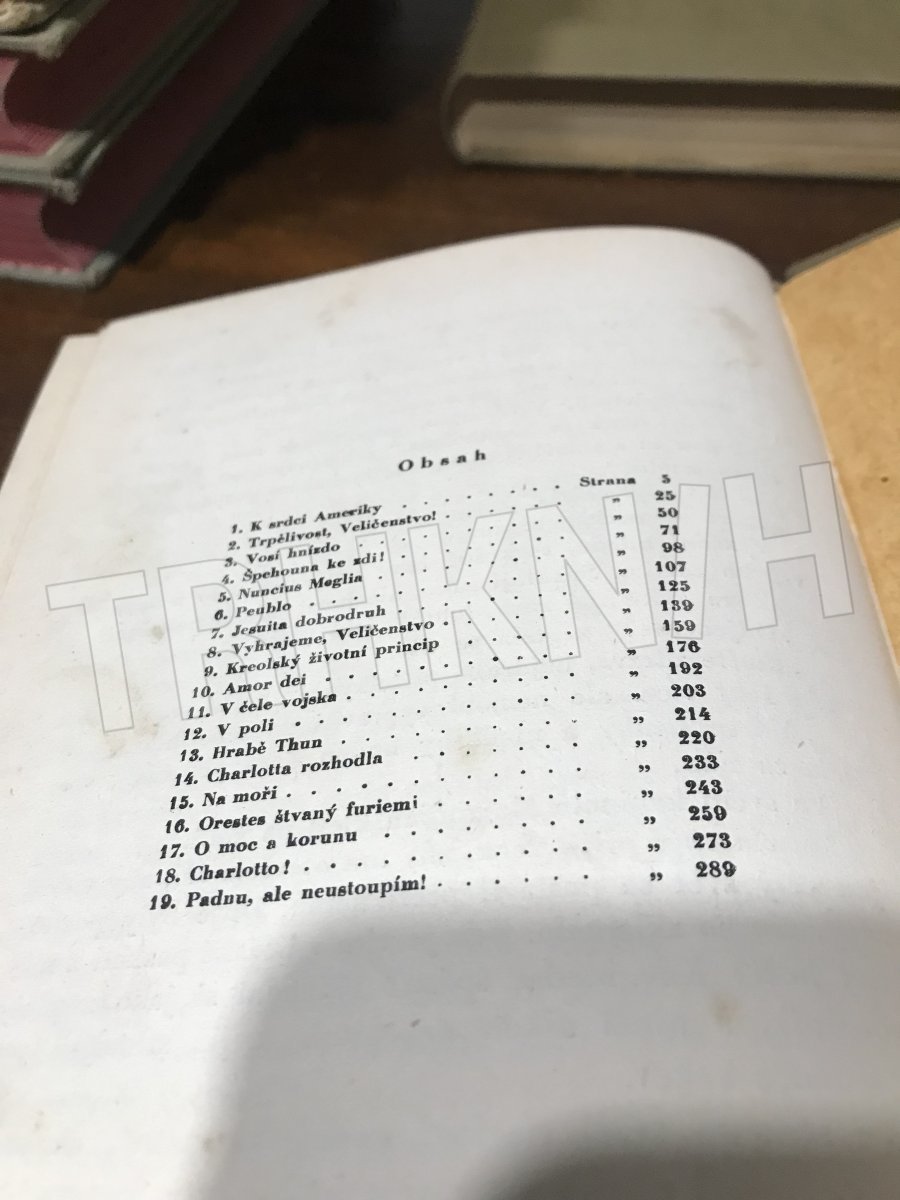 Obsah
1. K srdci Ameriky . . . . . . Strana 5
2. Trpělivost, Veličenstvo! . . . . . „ 25
3. Vosí hnízdo . . . . . . . . „ 50
4. Špehouna ke zdi! . . . . . . . „ 71
5. Nuncius Meglia . . . . . . . „ 98
6. Peublo . . . . . . . . . . „ 107
7. Jesuita dobrodruh . . . . . . . „ 125
8. Vyhrajeme, Veličenstvo . . . . . „ 139
9. Kreolský životní princip . . . . . „ 159
10. Amor dei . . . . . . . . . „ 176
11. V čele vojska . . . . . . . . . „ 192
12. V poli . . . . . . . . . . „ 203
13. Hrabě Thun . . . . . . . . . „ 214
14. Charlotta rozhodla . . . . . . „ 220
15. Na moři . . . . . . . . . . „ 233
16. Orestes štvaný furiemi . . . . . . „ 243
17. O moc a korunu . . . . . . . . „ 259
18. Charlotto! . . . . . . . . . . „ 273
19. Padnu, ale neustoupím! . . . . . . „ 289
TRHKNIH